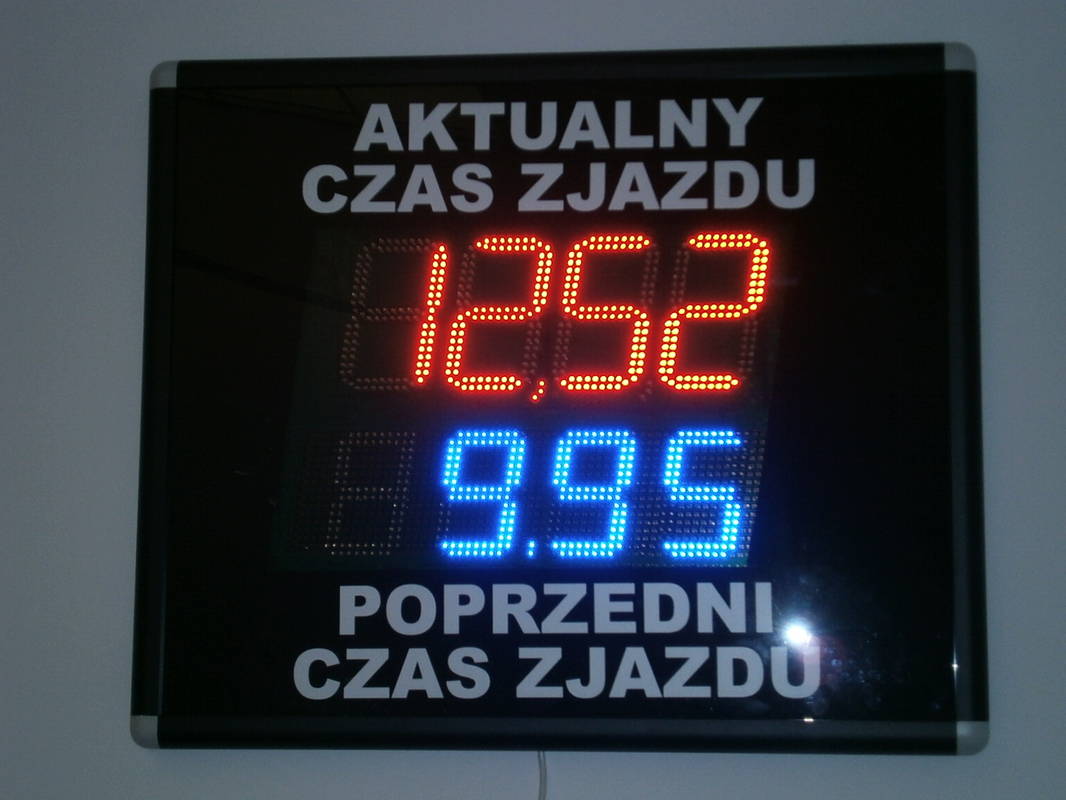 AKTUALNY
CZAS ZJAZDU
12,52
9.95
POPRZEDNI
CZAS ZJAZDU